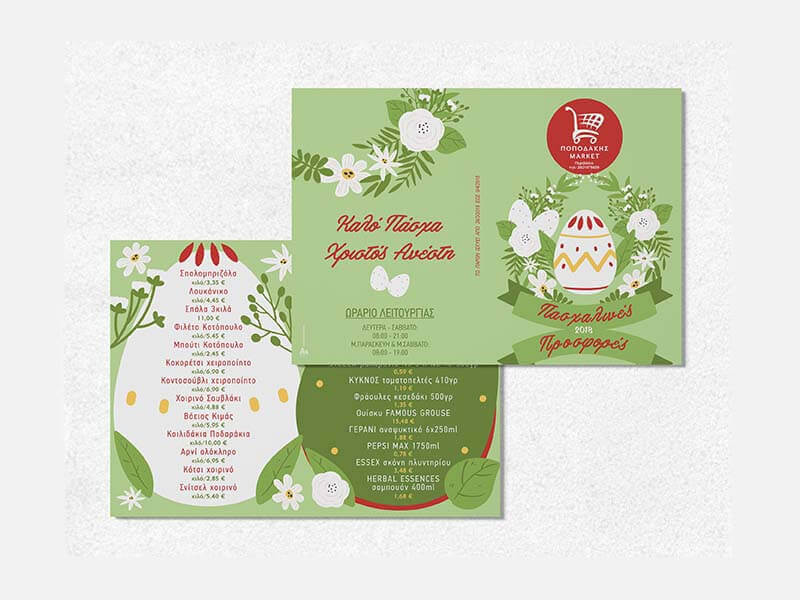 ΠΟΠΟΔΑΚΗΣ
MARKET
Καλό Πάσχα
Χριστός Ανέστη
ΩΡΑΡΙΟ ΛΕΙΤΟΥΡΓΙΑΣ
ΔΕΥΤΕΡΑ - ΣΑΒΒΑΤΟ:
08:00 - 21:00
Μ.ΠΑΡΑΣΚΕΥΗ & Μ.ΣΑΒΒΑΤΟ:
08:00 - 19:00
Πασχαλινές
2018
Προσφορές
Σπαλομπριζόλα
κιλό/3,35 €
Λουκάνικο
κιλό/4,45 €
Σπάλα 3κιλά
11,00 €
Φιλέτο Κοτόπουλο
κιλό/5,45 €
Μπούτι Κοτόπουλο
κιλό/2,45 €
Κοκορέτσι χειροποίητο
κιλό/6,90 €
Κοντοσούβλι χειροποίητο
κιλό/6,90 €
Χοιρινό Σουβλάκι
κιλό/4,88 €
Βόειος Κιμάς
κιλό/5,95 €
Κοιλιδάκια Ποδαράκια
κιλό/10,00 €
Αρνί ολόκληρο
κιλό/6,95 €
Κότσι χοιρινό
κιλό/2,85 €
Σνίτσελ χοιρινό
κιλό/5,40 €
0,59 €
ΚΥΚΝΟΣ τοματοπελτές 410γρ
1,19 €
Φράουλες κεσεδάκι 500γρ
1,35 €
Ουίσκυ FAMOUS GROUSE
13,48 €
ΓΕΡΑΝΙ αναψυκτικά 6x250ml
1,88 €
PEPSI MAX 1750ml
0,78 €
ESSEX σκόνη πλυντηρίου
3,48 €
HERBAL ESSENCES
σαμπουάν 400ml
1,68 €